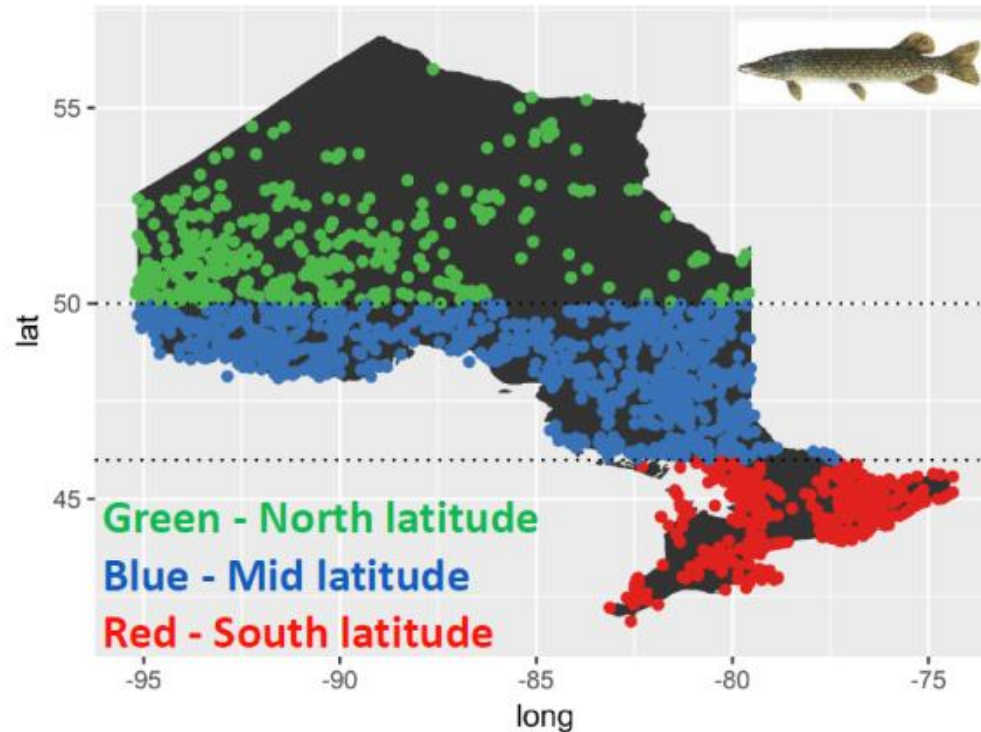 55
50
45
lat
Green - North latitude
Blue - Mid latitude
Red - South latitude
-95
-90
-85
-80
-75
long